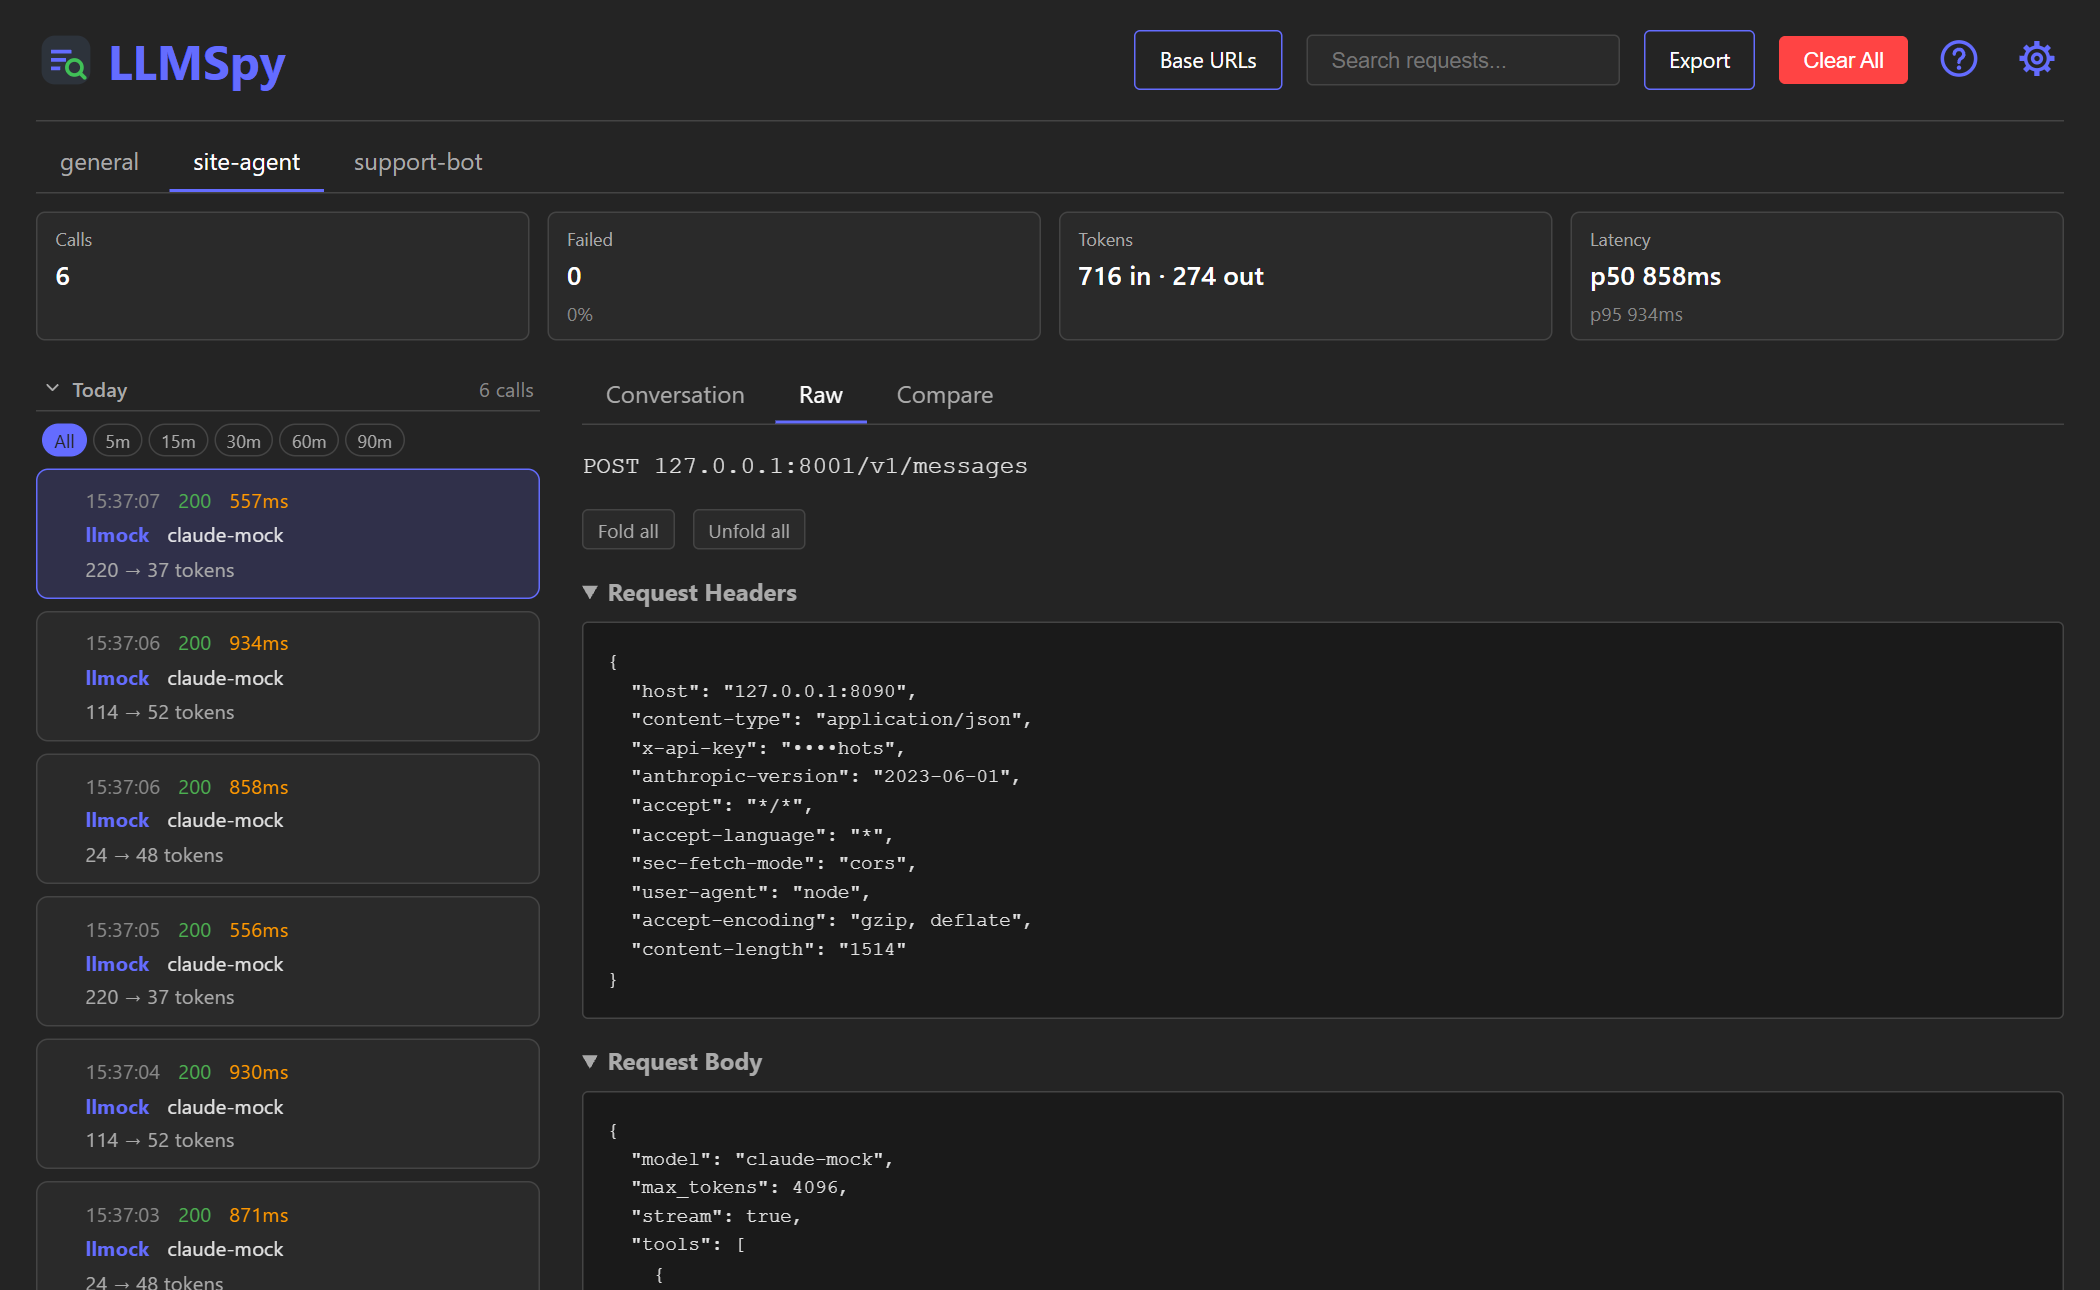 LLMSpy
Base URLs
Search requests...
Export
Clear All
general
site-agent
support-bot
Calls
6
Failed
0
0%
Tokens
716 in · 274 out
Latency
p50 858ms
p95 934ms
Today
6 calls
All
5m
15m
30m
60m
90m
15:37:07 200 557ms
llmock claude-mock
220 → 37 tokens
15:37:06 200 934ms
llmock claude-mock
114 → 52 tokens
15:37:06 200 858ms
llmock claude-mock
24 → 48 tokens
15:37:05 200 556ms
llmock claude-mock
220 → 37 tokens
15:37:04 200 930ms
llmock claude-mock
114 → 52 tokens
15:37:03 200 871ms
llmock claude-mock
24 → 48 tokens
Conversation
Raw
Compare
POST 127.0.0.1:8001/v1/messages
Fold all
Unfold all
▼ Request Headers
{
"host": "127.0.0.1:8090",
"content-type": "application/json",
"x-api-key": "••••hots",
"anthropic-version": "2023-06-01",
"accept": "*/*",
"accept-language": "*",
"sec-fetch-mode": "cors",
"user-agent": "node",
"accept-encoding": "gzip, deflate",
"content-length": "1514"
}
▼ Request Body
{
"model": "claude-mock",
"max_tokens": 4096,
"stream": true,
"tools": [
{